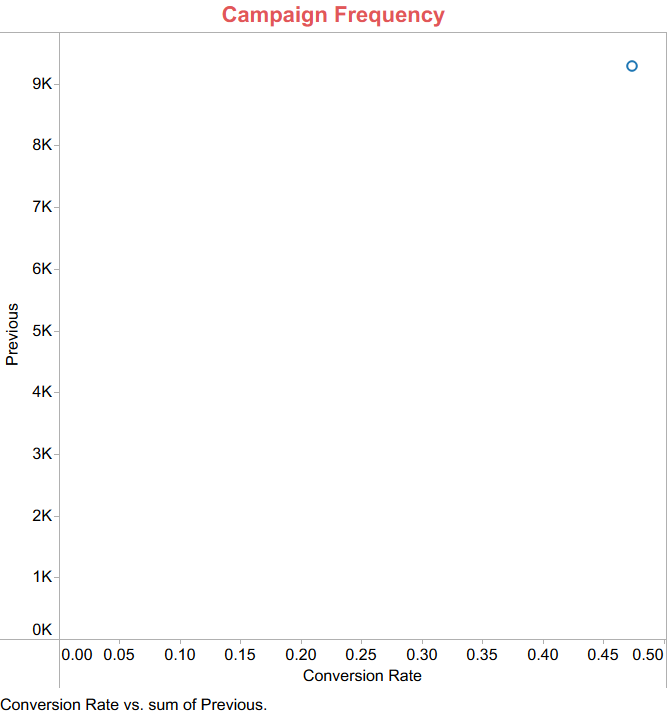 Campaign Frequency
9K
8K
7K
6K
5K
4K
3K
2K
1K
0K
Previous
0.00 0.05 0.10 0.15 0.20 0.25 0.30 0.35 0.40 0.45 0.50
Conversion Rate
Conversion Rate vs. sum of Previous.